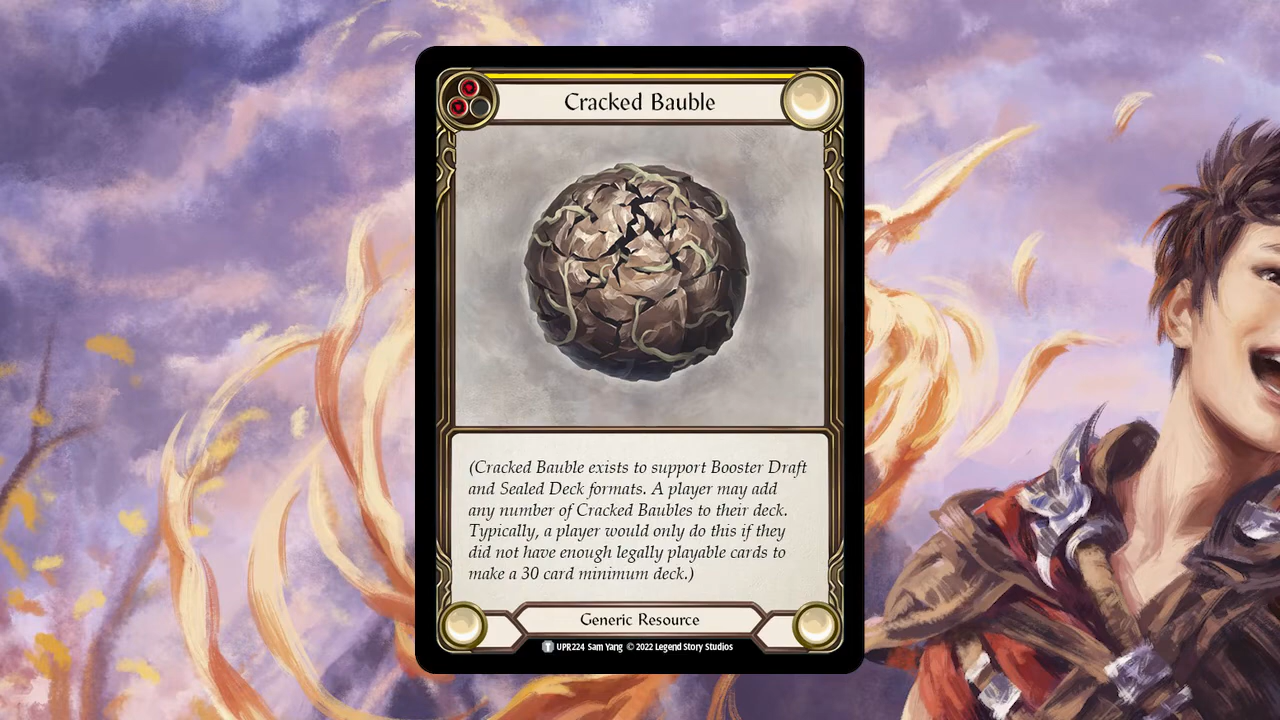 Cracked Bauble
(Cracked Bauble exists to support Booster Draft
and Sealed Deck formats. A player may add
any number of Cracked Baubles to their deck.
Typically, a player would only do this if they
did not have enough legally playable cards to
make a 30 card minimum deck.)
Generic Resource
T UPR224 Sam Yang © 2022 Legend Story Studios